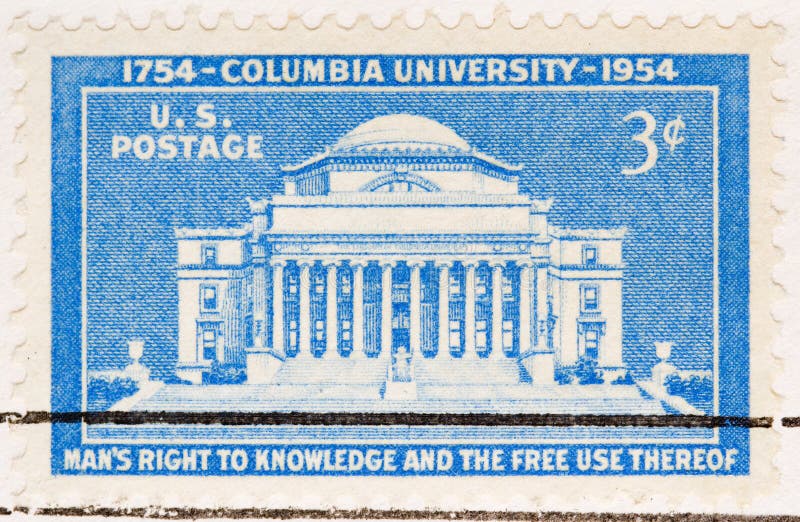 1754-COLUMBIA UNIVERSITY-1954
U. S.
POSTAGE
3¢
MAN'S RIGHT TO KNOWLEDGE AND THE FREE USE THEREOF